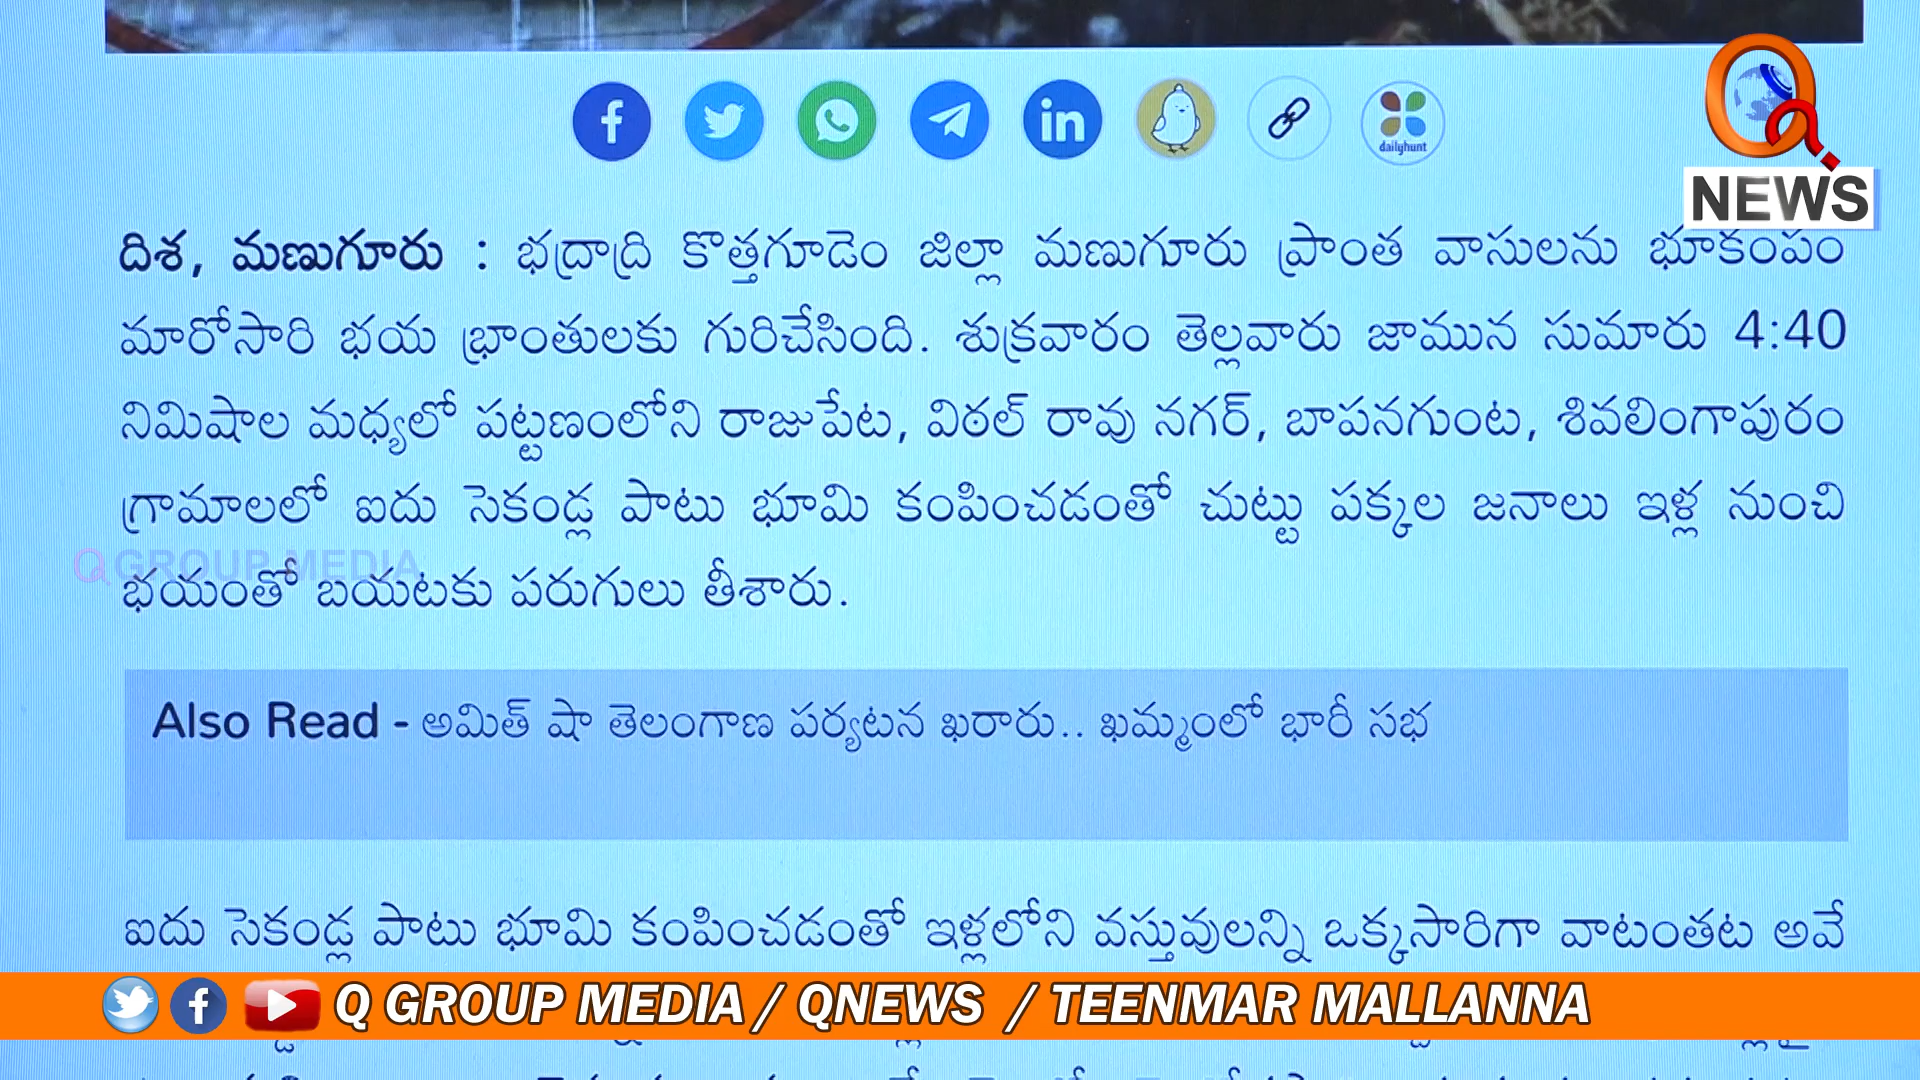 dailyhunt
Q
NEWS
దిశ, మణుగూరు : భద్రాద్రి కొత్తగూడెం జిల్లా మణుగూరు ప్రాంత వాసులను భూకంపం
మారోసారి భయ భ్రాంతులకు గురిచేసింది. శుక్రవారం తెల్లవారు జామున సుమారు 4:40
నిమిషాల మధ్యలో పట్టణంలోని రాజుపేట, విఠల్ రావు నగర్, బాపనగుంట, శివలింగాపురం
గ్రామాలలో ఐదు సెకండ్ల పాటు భూమి కంపించడంతో చుట్టు పక్కల జనాలు ఇళ్ల నుంచి
Q GROUP MEDIA
భయంతో బయటకు పరుగులు తీశారు.
Also Read - అమిత్ షా తెలంగాణ పర్యటన ఖరారు.. ఖమ్మంలో భారీ సభ
ఐదు సెకండ్ల పాటు భూమి కంపించడంతో ఇళ్లలోని వస్తువులన్ని ఒక్కసారిగా వాటంతట అవే
Q GROUP MEDIA / QNEWS / TEENMAR MALLANNA